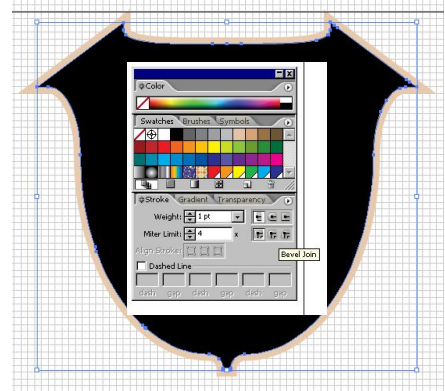 Color
Swatches Brushes Symbols
Stroke Gradient Transparency
Weight: 1 pt
Miter Limit: 4 x
Bevel Join
Align Stroke:
Dashed Line
dash gap dash gap dash gap